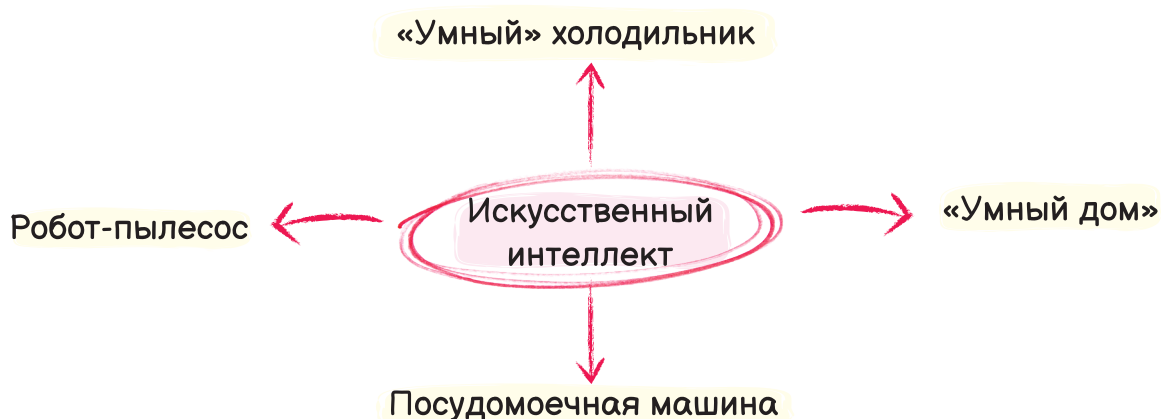 «Умный» холодильник
Робот-пылесос
Искусственный
интеллект
«Умный дом»
Посудомоечная машина